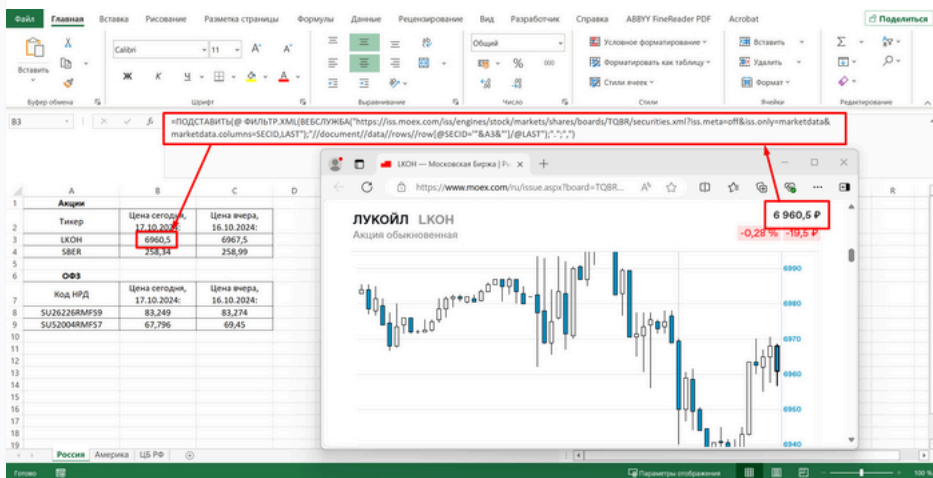 Файл Главная Вставка Рисование Разметка страницы Формулы Данные Рецензирование Вид Разработчик Справка ABBYY FineReader PDF Acrobat Поделиться
Вставить
Calibri 11 A A
Ж К Ч
Общий
% 000
Условное форматирование
Форматировать как таблицу
Стили ячеек
Вставить
Удалить
Формат
Буфер обмена Шрифт Выравнивание Число Стили Ячейки Редактирование
B3 fx =ПОДСТАВИТЬ(@ ФИЛЬТР.XML(ВЕБСЛУЖБА("https://iss.moex.com/iss/engines/stock/markets/shares/boards/TQBR/securities.xml?iss.meta=off&iss.only=marketdata&
marketdata.columns=SECID,LAST");"//document//data//rows//row[@SECID='"&A3&"']/@LAST");".";",")
A B C D R
1 Акции
2 Тикер Цена сегодня, 17.10.2024: Цена вчера, 16.10.2024:
3 LKOH 6960,5 6967,5
4 SBER 258,34 258,99
5
6 ОФЗ
7 Код НРД Цена сегодня, 17.10.2024: Цена вчера, 16.10.2024:
8 SU26226RMFS9 83,249 83,274
9 SU52004RMFS7 67,796 69,45
10
11
12
13
14
15
16
17
18
19
LKOH — Московская Биржа | Ры
https://www.moex.com/ru/issue.aspx?board=TQBR...
ЛУКОЙЛ LKOH
Акция обыкновенная
6 960,5 ₽
-0,28 % -19,5 ₽
6990
6980
6970
6960
6950
6940
Россия Америка ЦБ РФ
Готово Параметры отображения 100 %